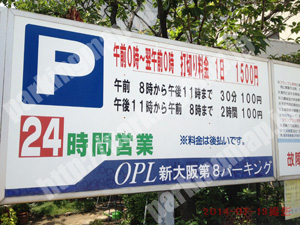 P
午前0時～翌午前0時 打切り料金 1日 1500円
午前 8時から午後11時まで 30分 100円
午後11時から午前 8時まで 2時間 100円
24時間営業
※料金は後払いです。
OPL 新大阪第8パーキング
故障